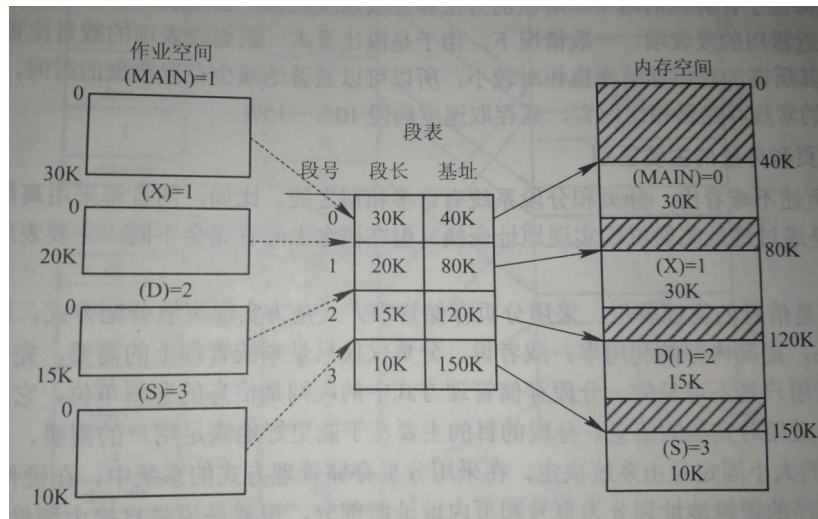 作业空间
(MAIN)=1
0
30K
(X)=1
0
20K
(D)=2
0
15K
(S)=3
0
10K
段表
段号 段长 基址
0 30K 40K
1 20K 80K
2 15K 120K
3 10K 150K
内存空间
0
40K
(MAIN)=0
30K
80K
(X)=1
30K
120K
D(1)=2
15K
150K
(S)=3
10K